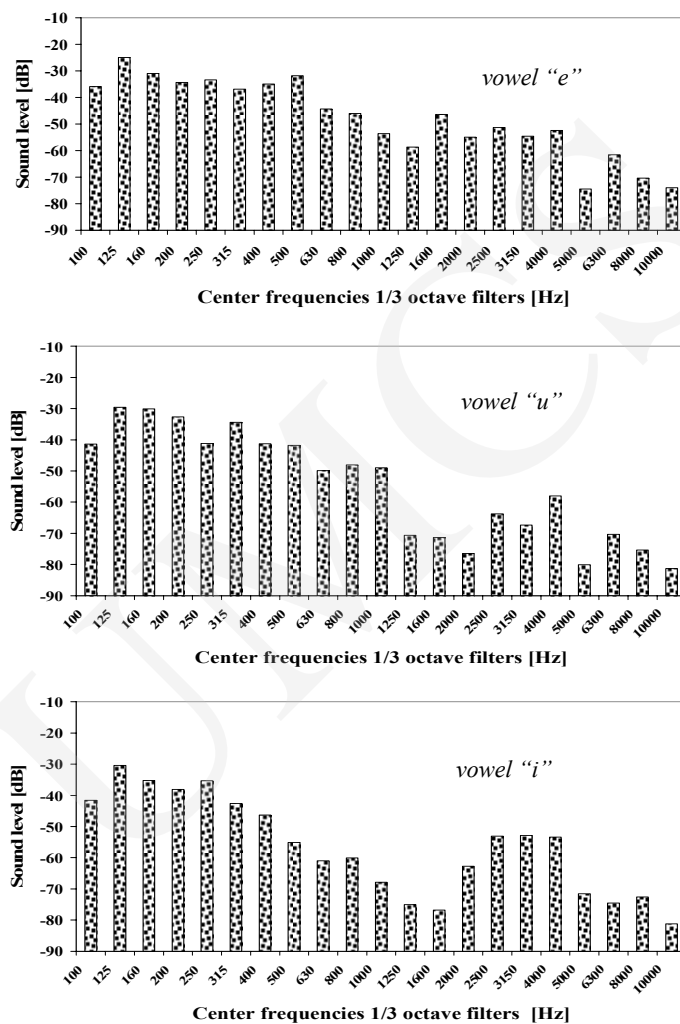 -10
-20
-30
-40
-50
-60
-70
-80
-90
Sound level [dB]
vowel “e”
100 125 160 200 250 315 400 500 630 800 1000 1250 1600 2000 2500 3150 4000 5000 6300 8000 10000
Center frequencies 1/3 octave filters [Hz]
-10
-20
-30
-40
-50
-60
-70
-80
-90
Sound level [dB]
vowel “u”
100 125 160 200 250 315 400 500 630 800 1000 1250 1600 2000 2500 3150 4000 5000 6300 8000 10000
Center frequencies 1/3 octave filters [Hz]
-10
-20
-30
-40
-50
-60
-70
-80
-90
Sound level [dB]
vowel “i”
100 125 160 200 250 315 400 500 630 800 1000 1250 1600 2000 2500 3150 4000 5000 6300 8000 10000
Center frequencies 1/3 octave filters [Hz]
UMCS